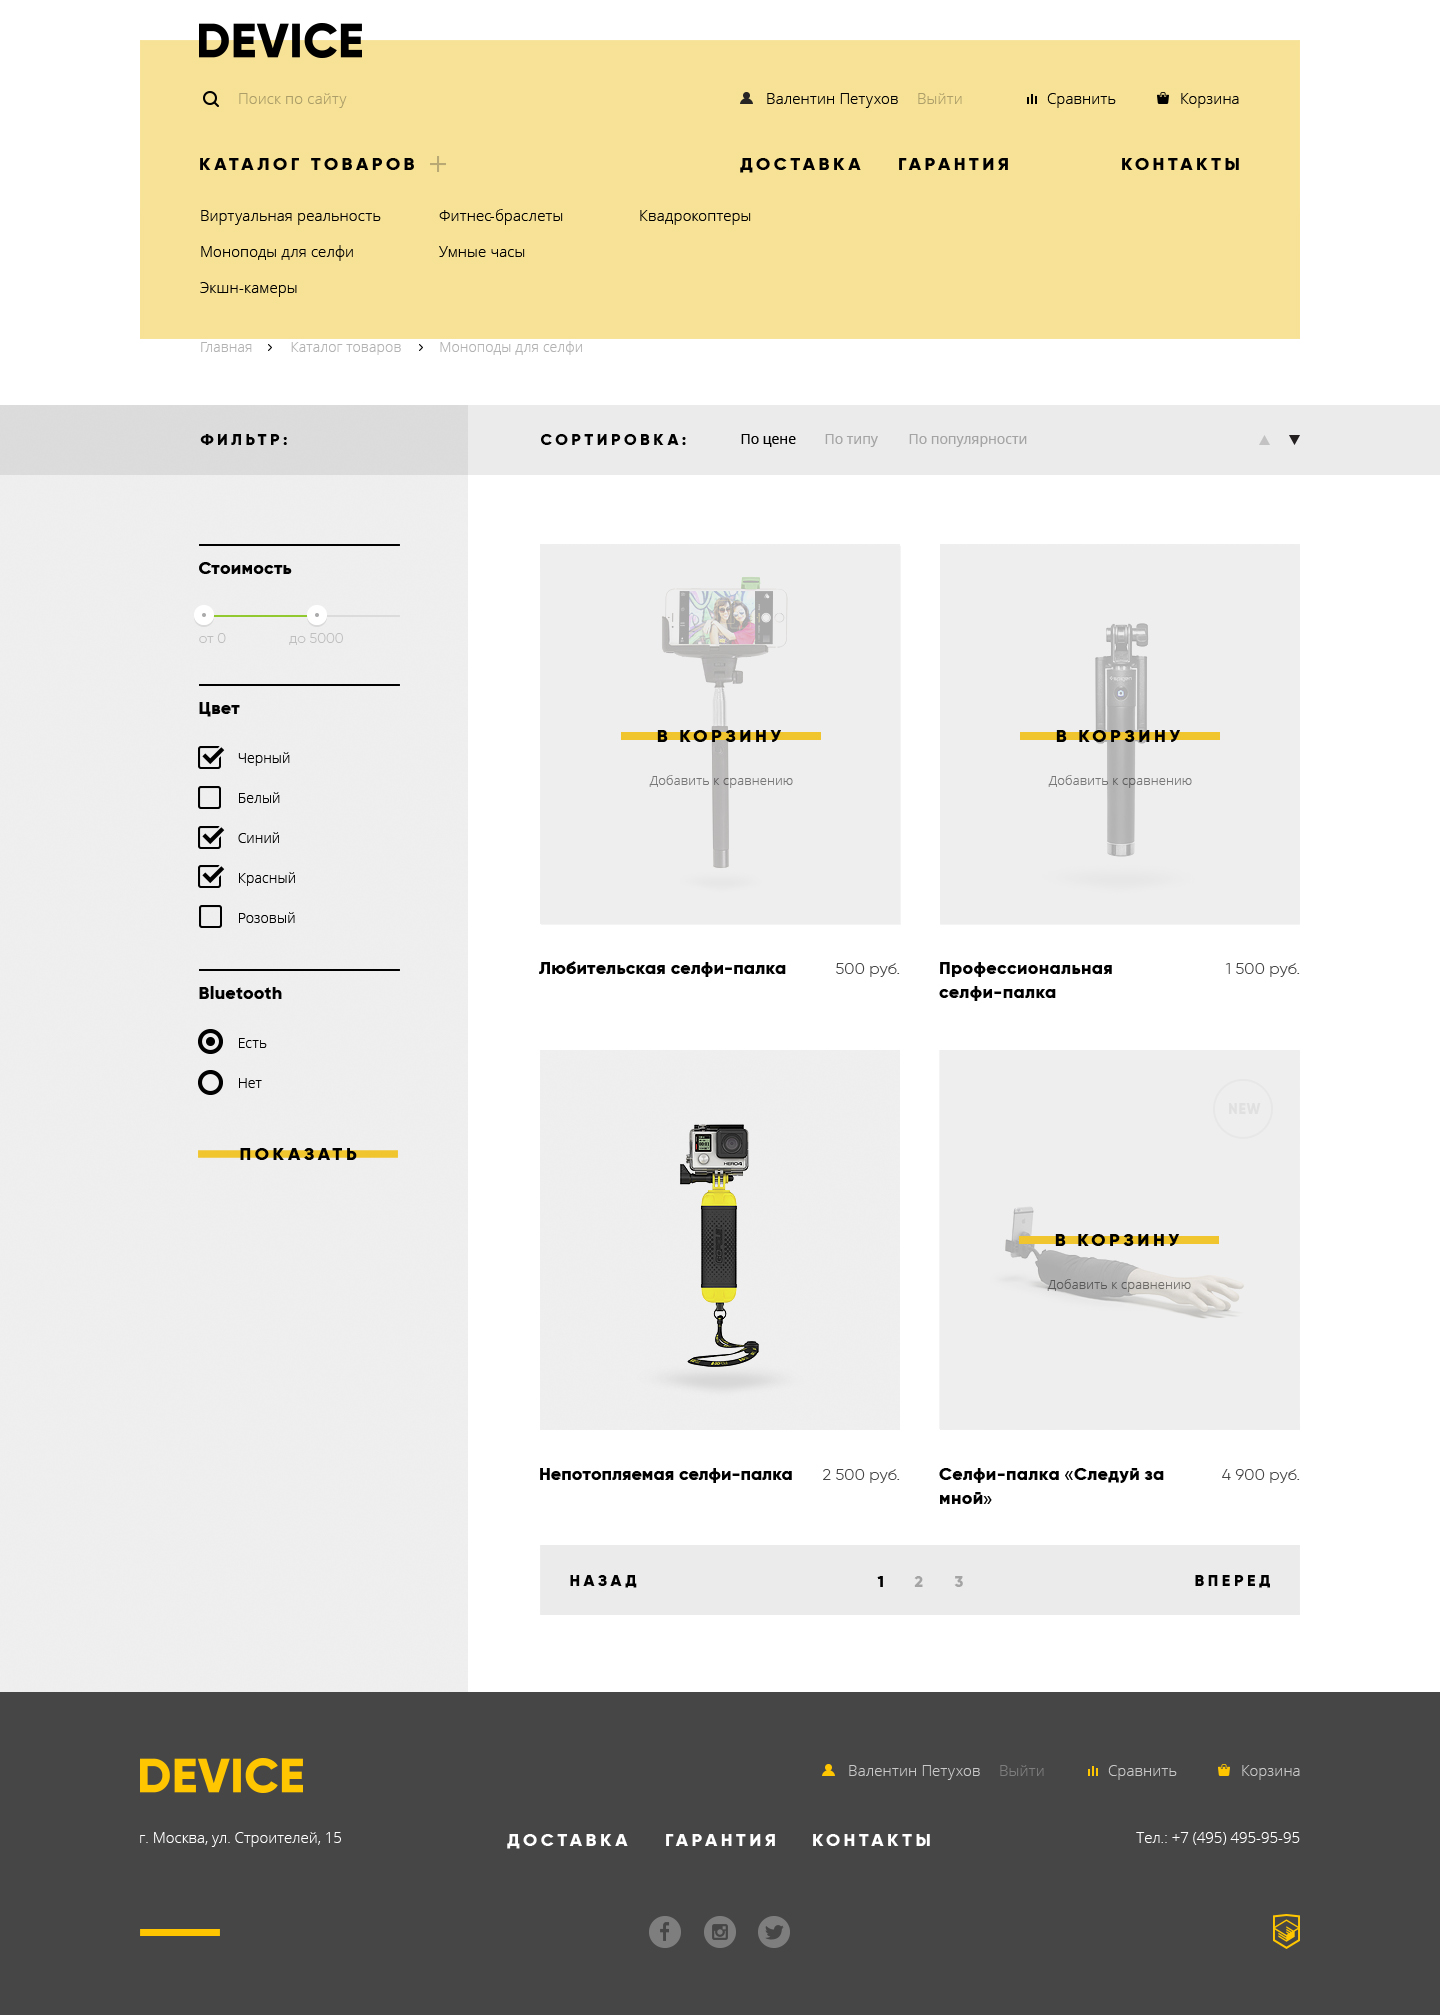 DEVICE
Поиск по сайту
Валентин Петухов Выйти Сравнить Корзина
КАТАЛОГ ТОВАРОВ ДОСТАВКА ГАРАНТИЯ КОНТАКТЫ
Виртуальная реальность Фитнес-браслеты Квадрокоптеры
Моноподы для селфи Умные часы
Экшн-камеры
Главная Каталог товаров Моноподы для селфи
ФИЛЬТР: СОРТИРОВКА: По цене По типу По популярности
Стоимость
от 0 до 5000
Цвет
Черный
Белый
Синий
Красный
Розовый
Bluetooth
Есть
Нет
ПОКАЗАТЬ
В КОРЗИНУ
Добавить к сравнению
Любительская селфи-палка 500 руб.
В КОРЗИНУ
Добавить к сравнению
Профессиональная
селфи-палка
1 500 руб.
HERO4
Непотопляемая селфи-палка 2 500 руб.
NEW
В КОРЗИНУ
Добавить к сравнению
Селфи-палка «Следуй за
мной»
4 900 руб.
НАЗАД 1 2 3 ВПЕРЕД
DEVICE
Валентин Петухов Выйти Сравнить Корзина
г. Москва, ул. Строителей, 15 ДОСТАВКА ГАРАНТИЯ КОНТАКТЫ Тел.: +7 (495) 495-95-95